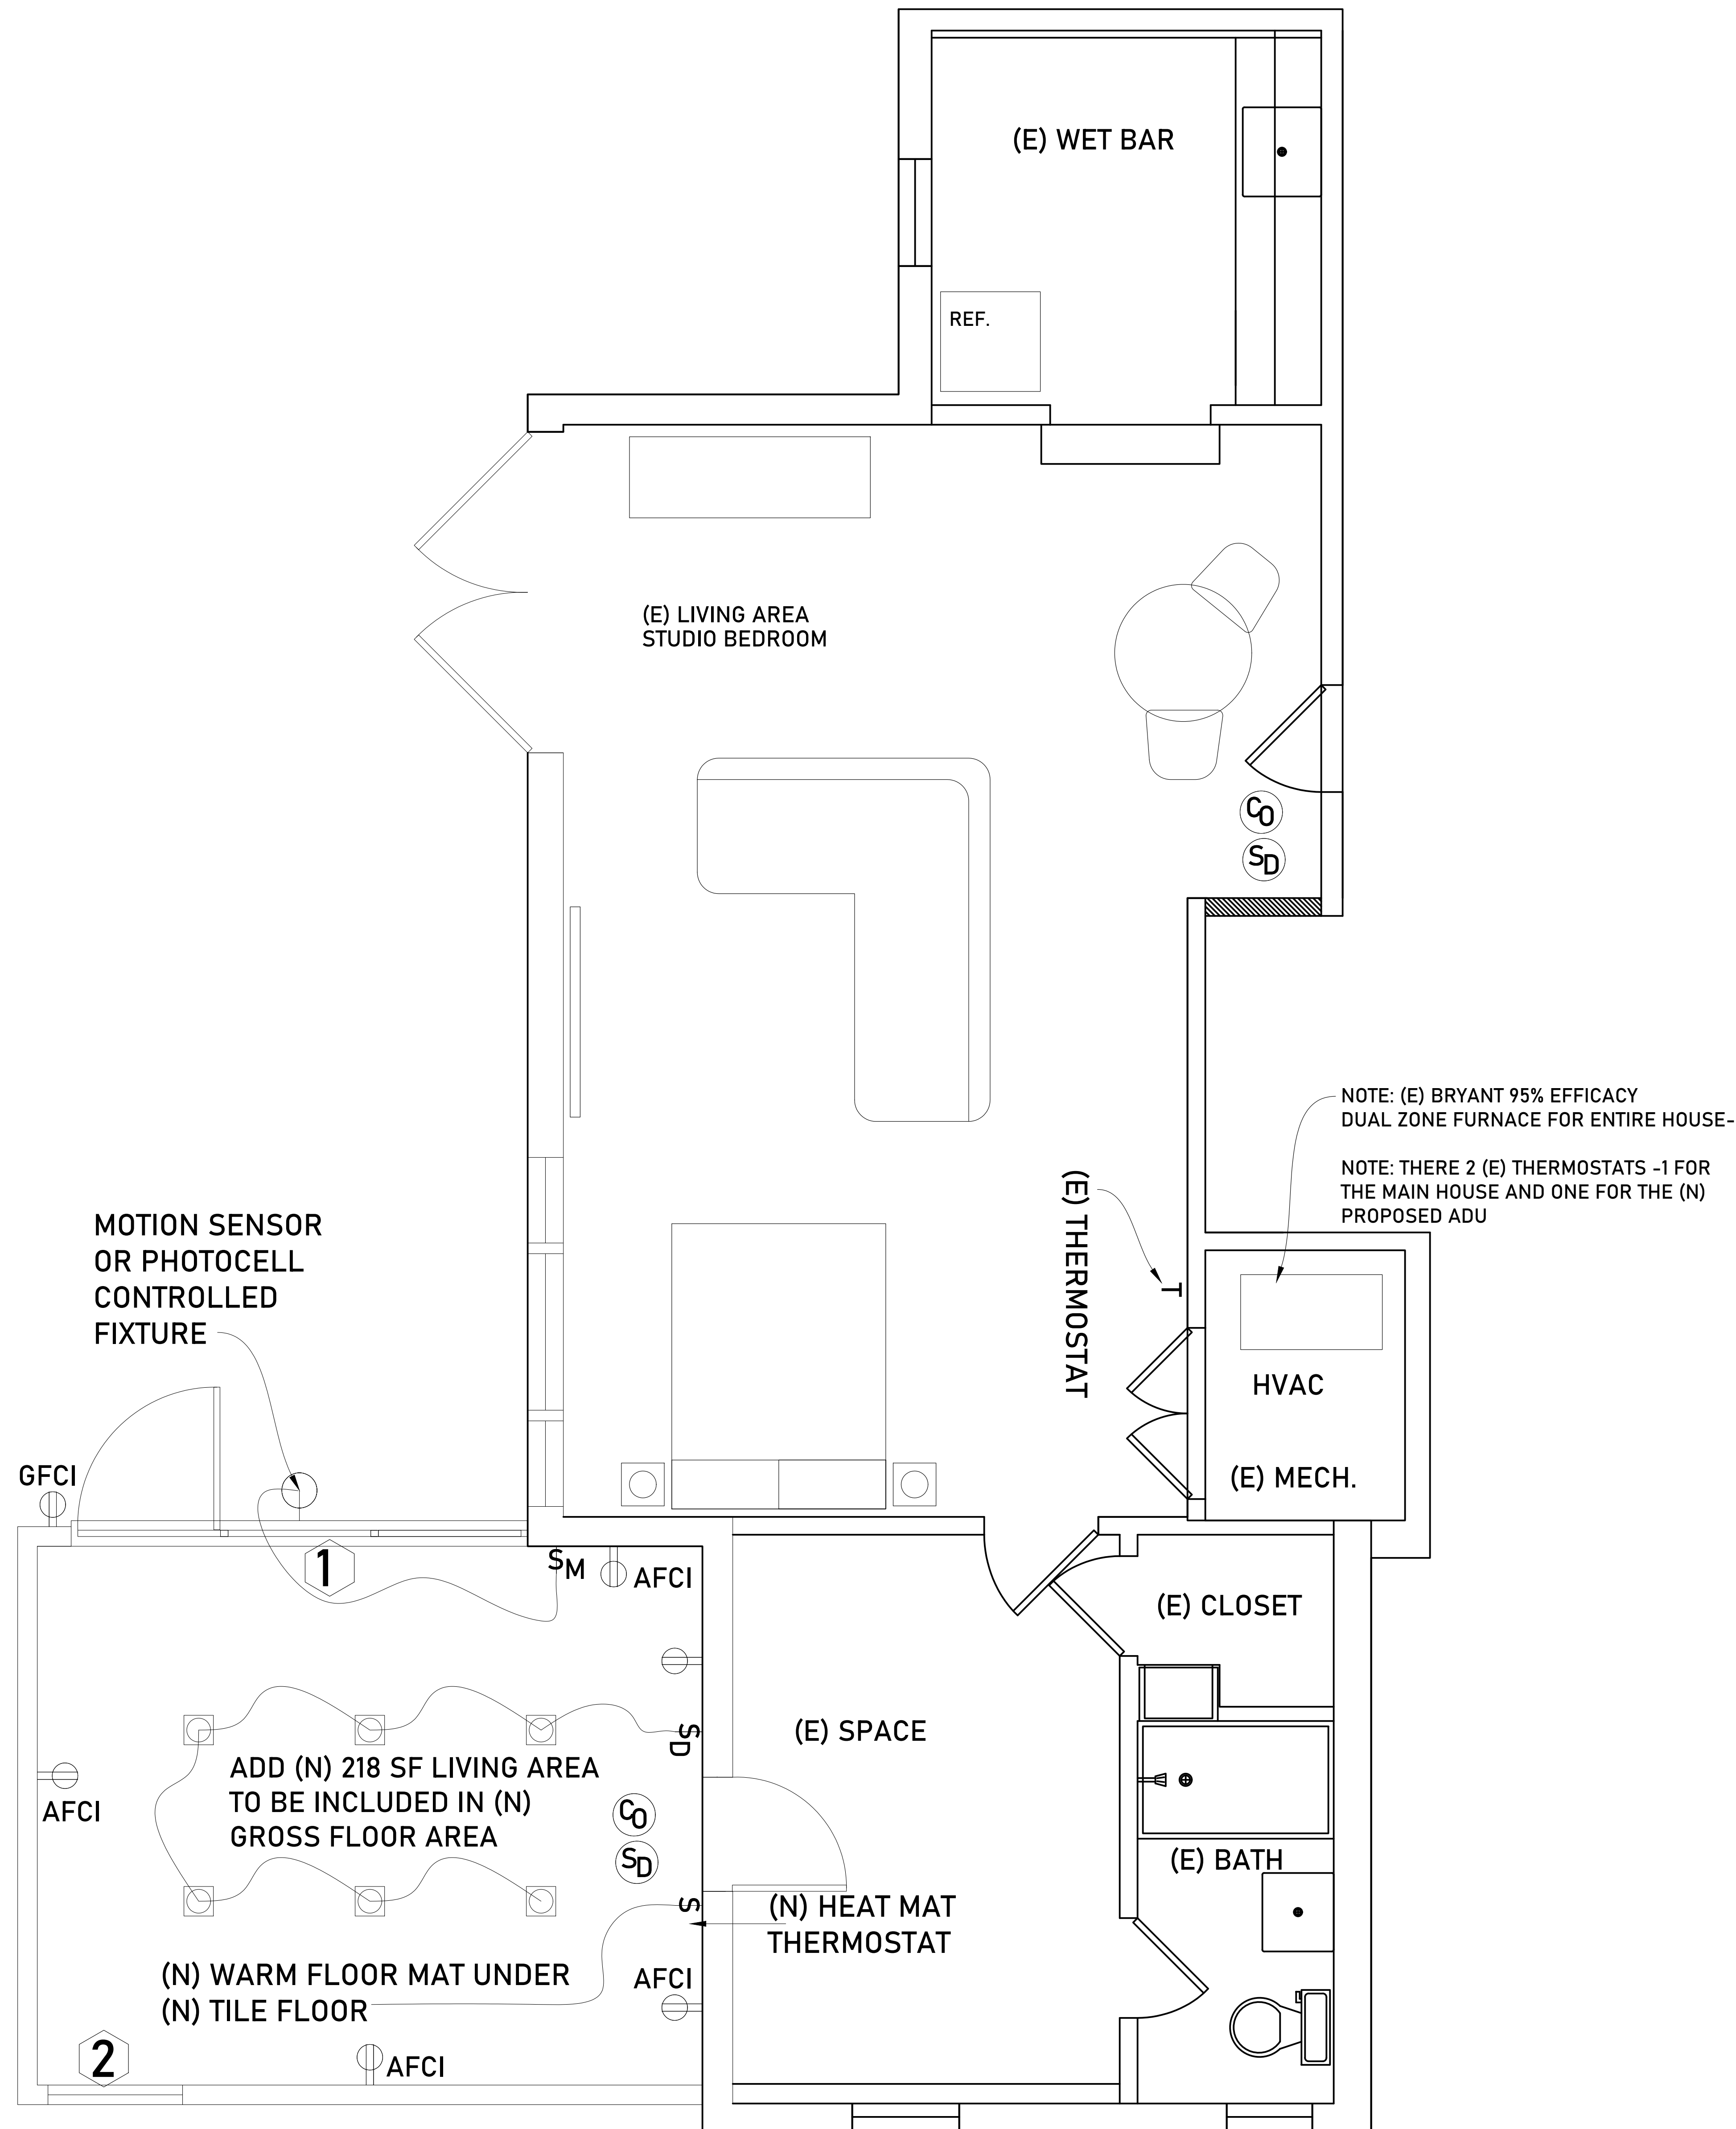 (E) WET BAR
REF.
(E) LIVING AREA
STUDIO BEDROOM
CO
SD
NOTE: (E) BRYANT 95% EFFICACY
DUAL ZONE FURNACE FOR ENTIRE HOUSE-
NOTE: THERE 2 (E) THERMOSTATS -1 FOR
THE MAIN HOUSE AND ONE FOR THE (N)
PROPOSED ADU
(E) THERMOSTAT
T
HVAC
(E) MECH.
MOTION SENSOR
OR PHOTOCELL
CONTROLLED
FIXTURE
GFCI
1
SM
AFCI
(E) CLOSET
(E) SPACE
SD
ADD (N) 218 SF LIVING AREA
TO BE INCLUDED IN (N)
GROSS FLOOR AREA
AFCI
CO
SD
(E) BATH
S
(N) HEAT MAT
THERMOSTAT
(N) WARM FLOOR MAT UNDER
(N) TILE FLOOR
AFCI
2
AFCI